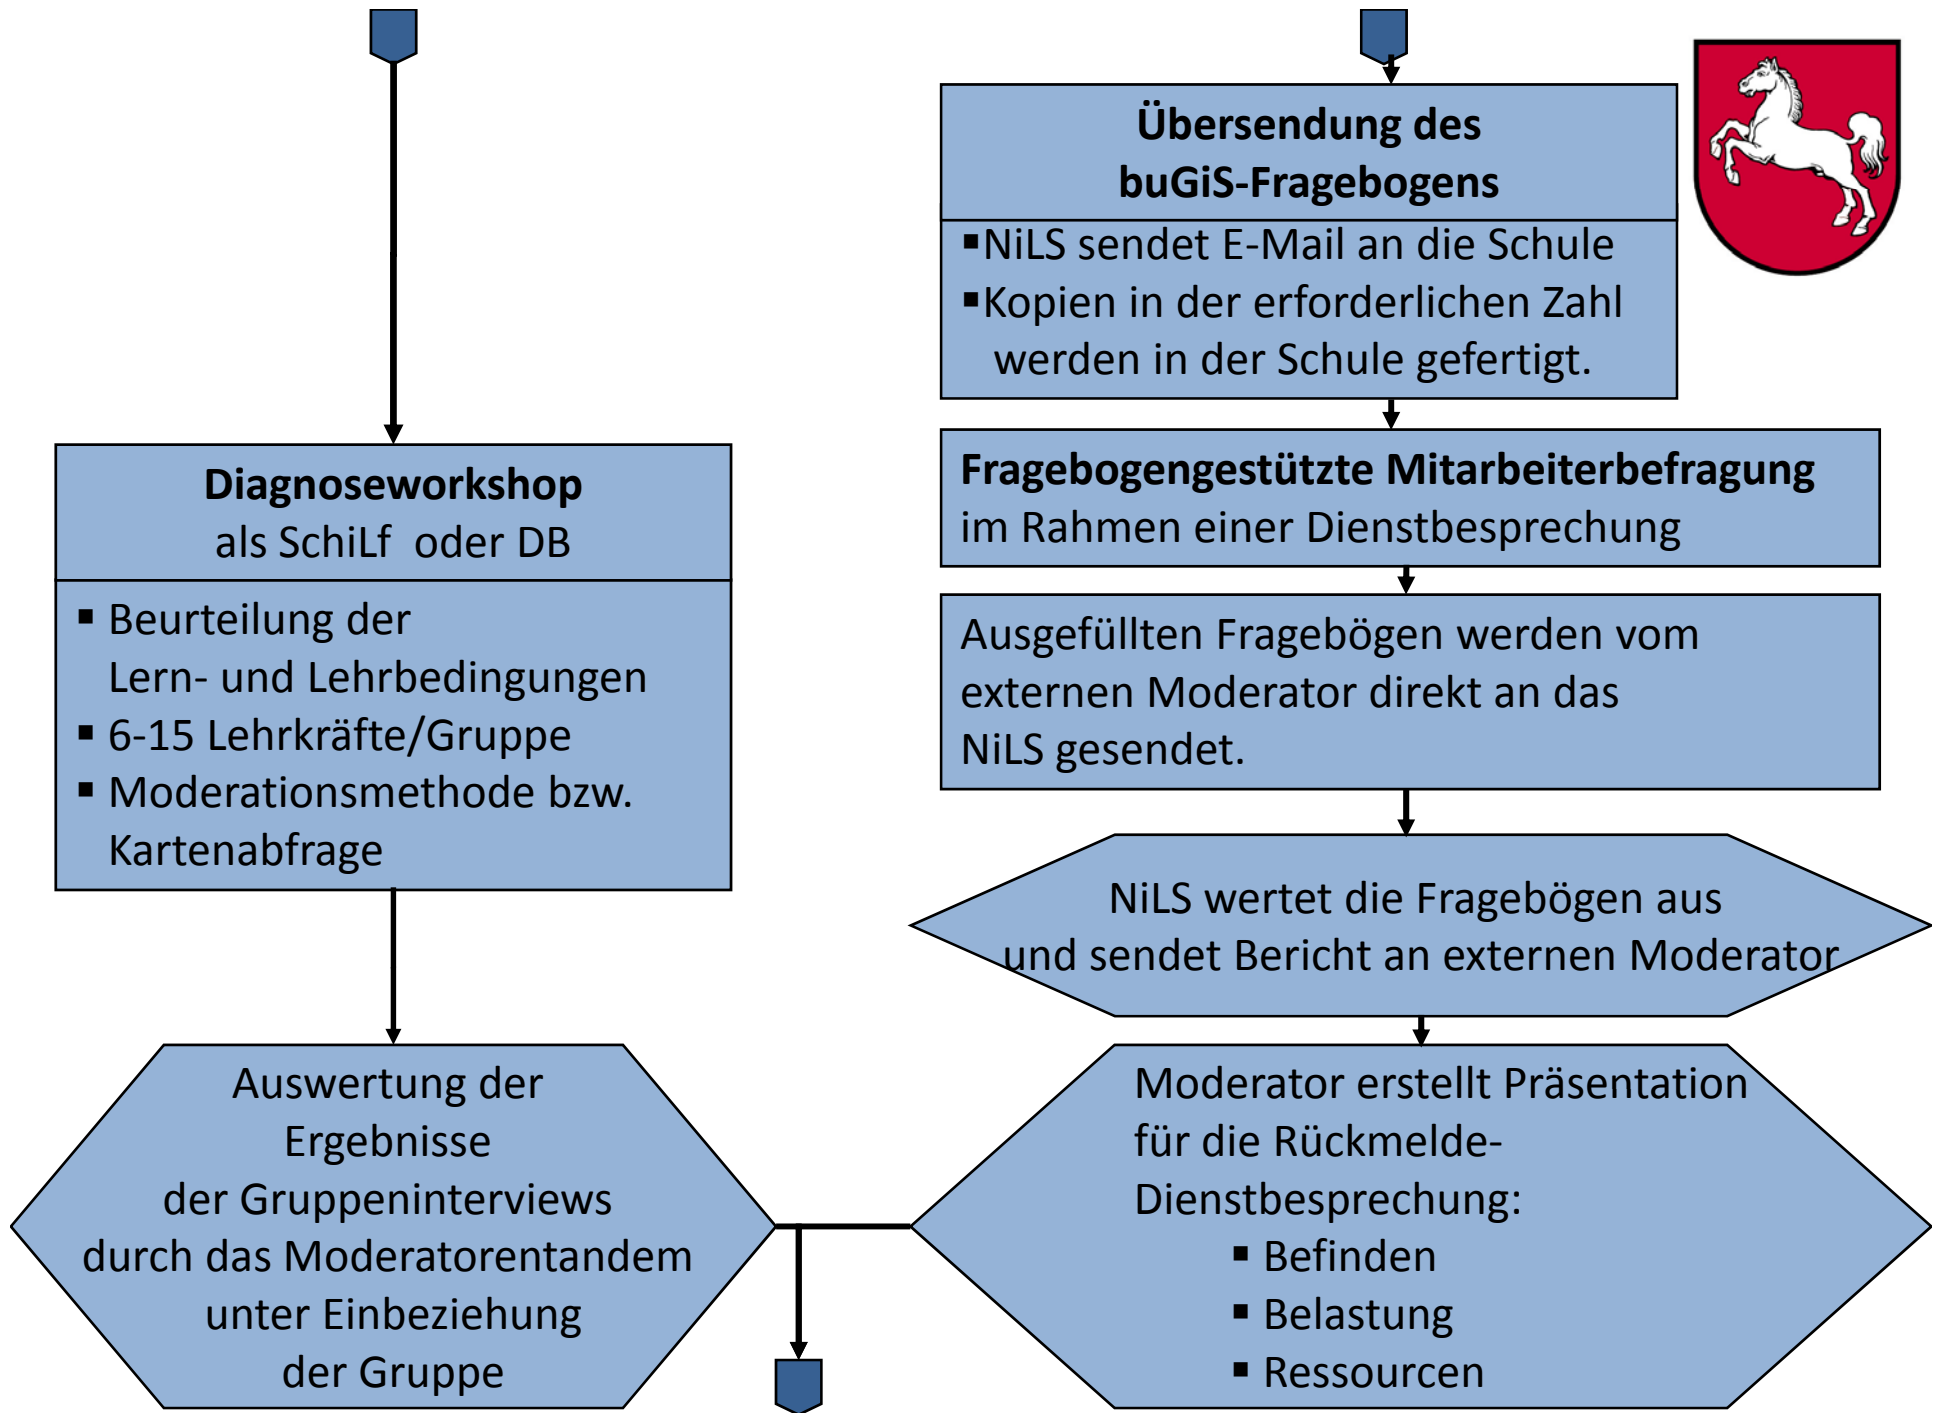 Diagnoseworkshop
als SchiLf oder DB
▪ Beurteilung der
Lern- und Lehrbedingungen
▪ 6-15 Lehrkräfte/Gruppe
▪ Moderationsmethode bzw.
Kartenabfrage
Auswertung der
Ergebnisse
der Gruppeninterviews
durch das Moderatorentandem
unter Einbeziehung
der Gruppe
Übersendung des
buGiS-Fragebogens
▪NiLS sendet E-Mail an die Schule
▪Kopien in der erforderlichen Zahl
werden in der Schule gefertigt.
Fragebogengestützte Mitarbeiterbefragung
im Rahmen einer Dienstbesprechung
Ausgefüllten Fragebögen werden vom
externen Moderator direkt an das
NiLS gesendet.
NiLS wertet die Fragebögen aus
und sendet Bericht an externen Moderator
Moderator erstellt Präsentation
für die Rückmelde-
Dienstbesprechung:
▪ Befinden
▪ Belastung
▪ Ressourcen